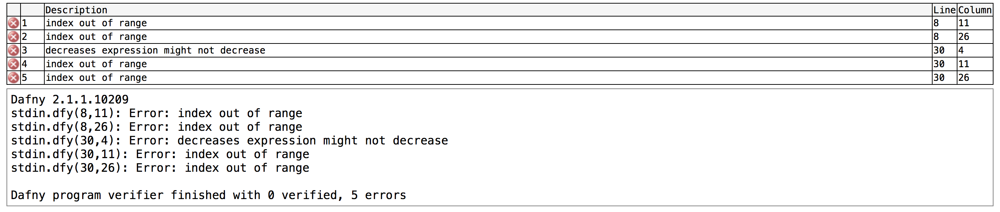 Description Line Column
1 index out of range 8 11
2 index out of range 8 26
3 decreases expression might not decrease 30 4
4 index out of range 30 11
5 index out of range 30 26
Dafny 2.1.1.10209
stdin.dfy(8,11): Error: index out of range
stdin.dfy(8,26): Error: index out of range
stdin.dfy(30,4): Error: decreases expression might not decrease
stdin.dfy(30,11): Error: index out of range
stdin.dfy(30,26): Error: index out of range
Dafny program verifier finished with 0 verified, 5 errors